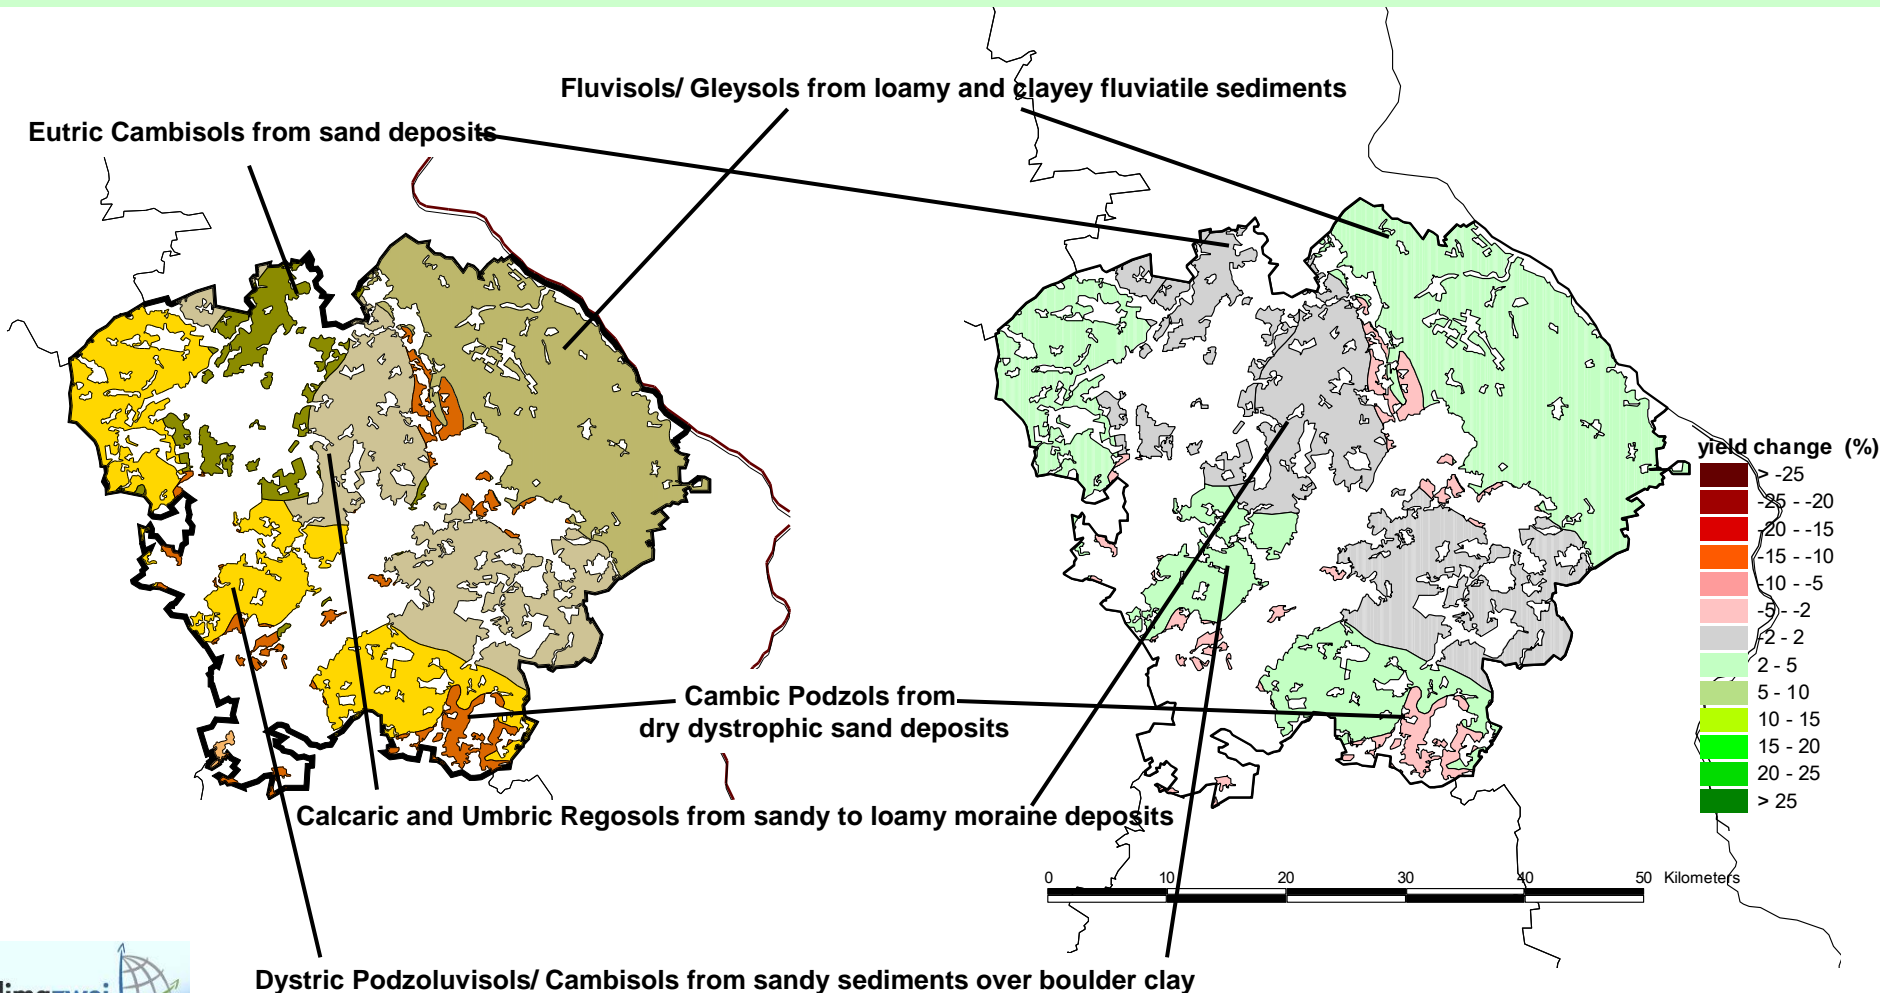 Fluvisols/ Gleysols from loamy and clayey fluviatile sediments
Eutric Cambisols from sand deposits
yield change (%)
> -25
-25 - -20
-20 - -15
-15 - -10
-10 - -5
-5 - -2
-2 - 2
2 - 5
5 - 10
10 - 15
15 - 20
20 - 25
> 25
Cambic Podzols from
dry dystrophic sand deposits
Calcaric and Umbric Regosols from sandy to loamy moraine deposits
0 10 20 30 40 50 Kilometers
Dystric Podzoluvisols/ Cambisols from sandy sediments over boulder clay